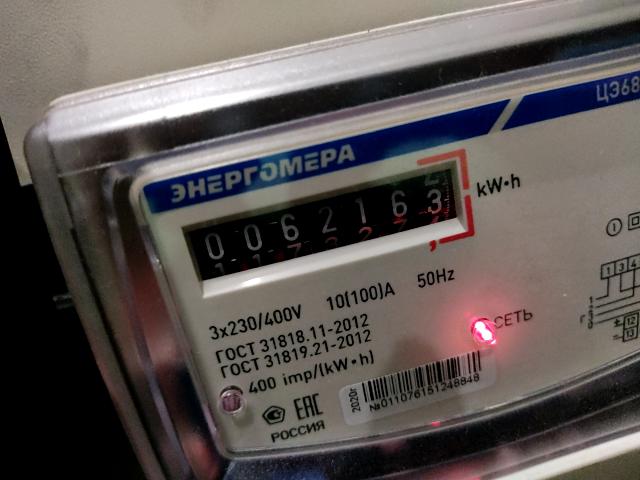 ЭНЕРГОМЕРА
ЦЭ68
0062163
kW•h
3x230/400V 10(100)A 50Hz
ГОСТ 31818.11-2012
ГОСТ 31819.21-2012
СЕТЬ
400 imp/(kW•h)
ЕАС
РОССИЯ
2020г
№011076151248848